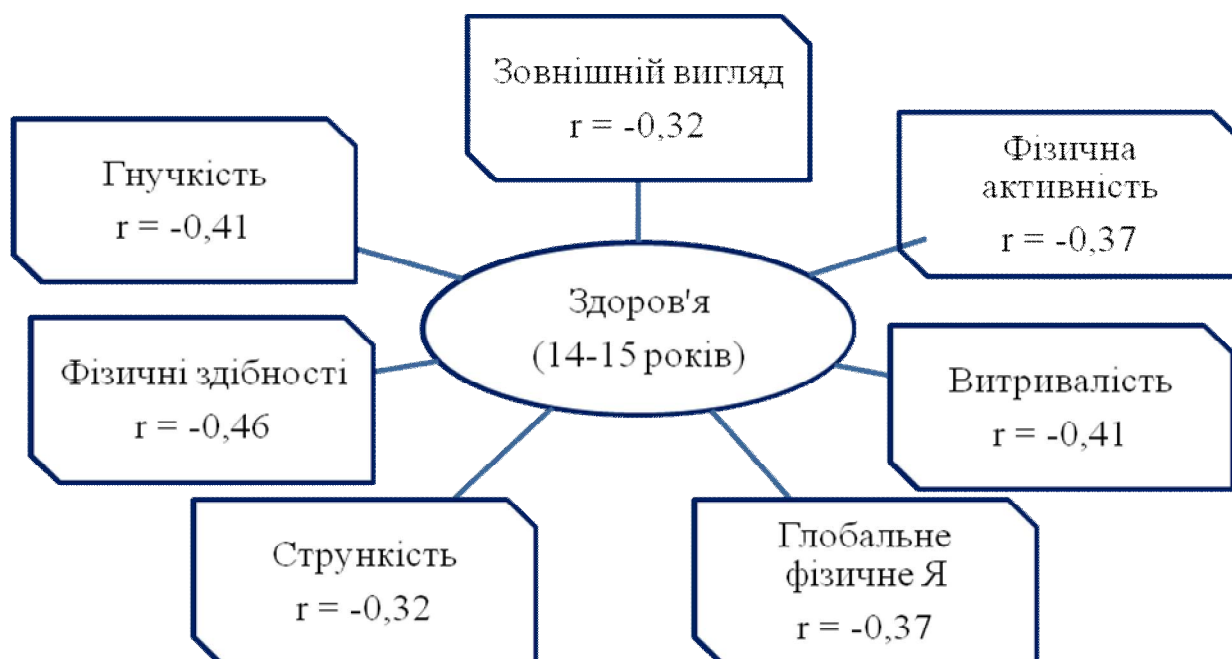 Зовнішній вигляд
r = -0,32
Гнучкість
r = -0,41
Фізична
активність
r = -0,37
Здоров'я
(14-15 років)
Фізичні здібності
r = -0,46
Витривалість
r = -0,41
Стрункість
r = -0,32
Глобальне
фізичне Я
r = -0,37